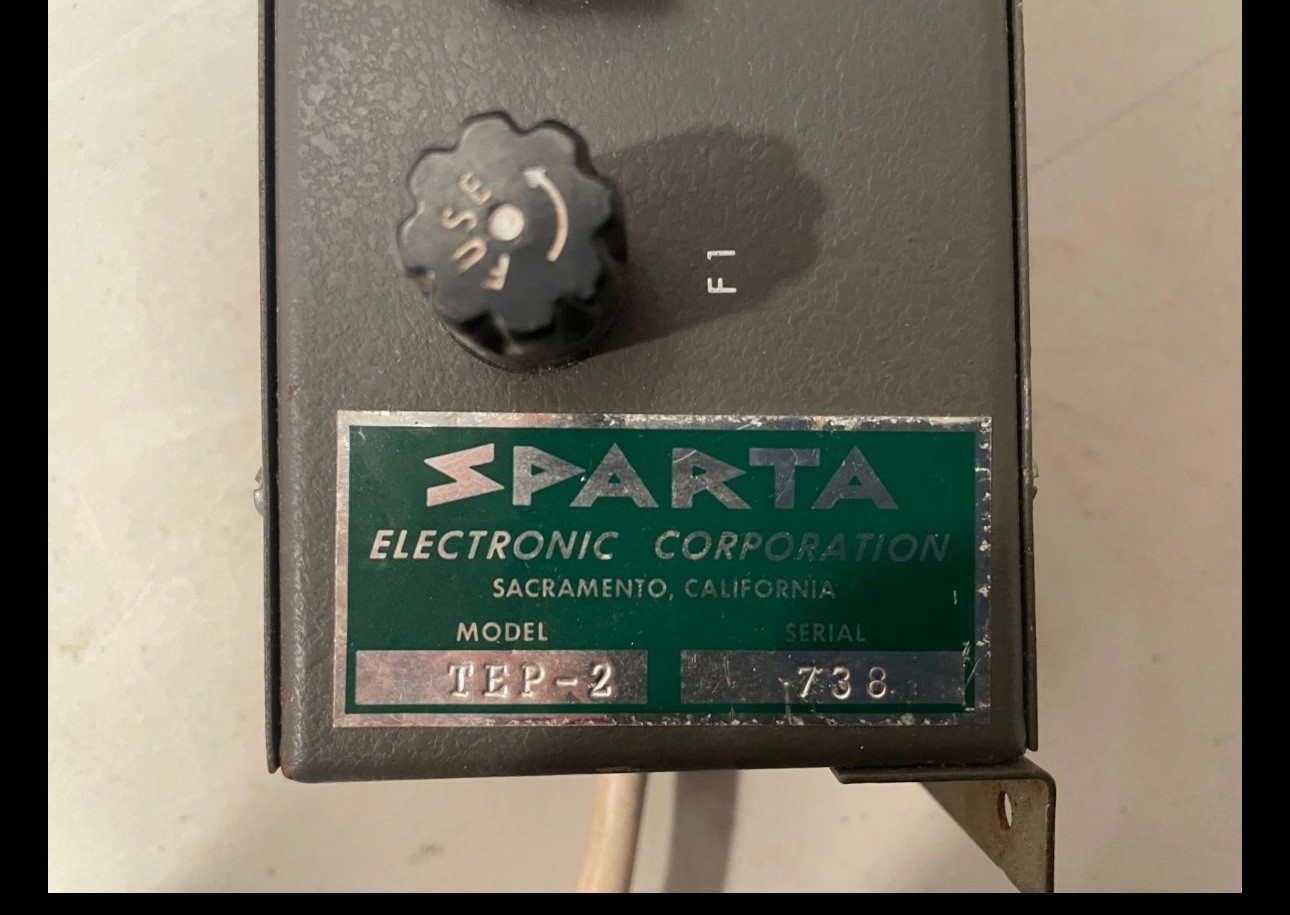 FUSE
F1
SPARTA
ELECTRONIC CORPORATION
SACRAMENTO, CALIFORNIA
MODEL SERIAL
TEP-2 738